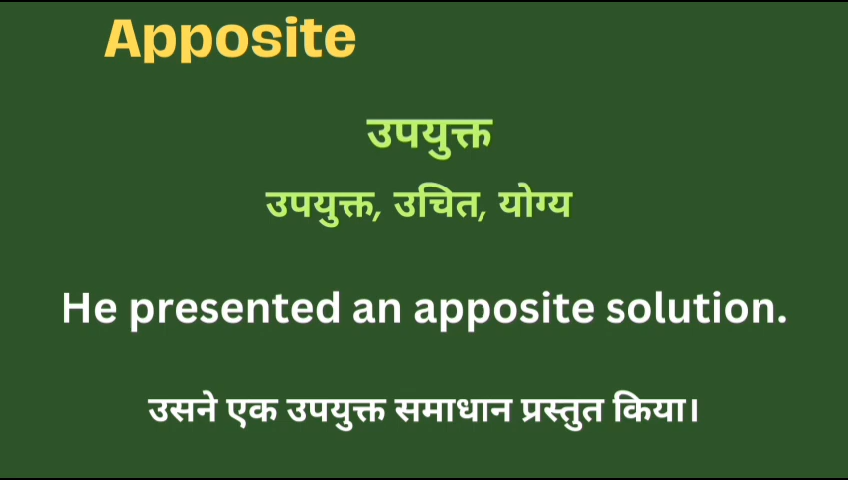 Apposite
उपयुक्त
उपयुक्त, उचित, योग्य
He presented an apposite solution.
उसने एक उपयुक्त समाधान प्रस्तुत किया।